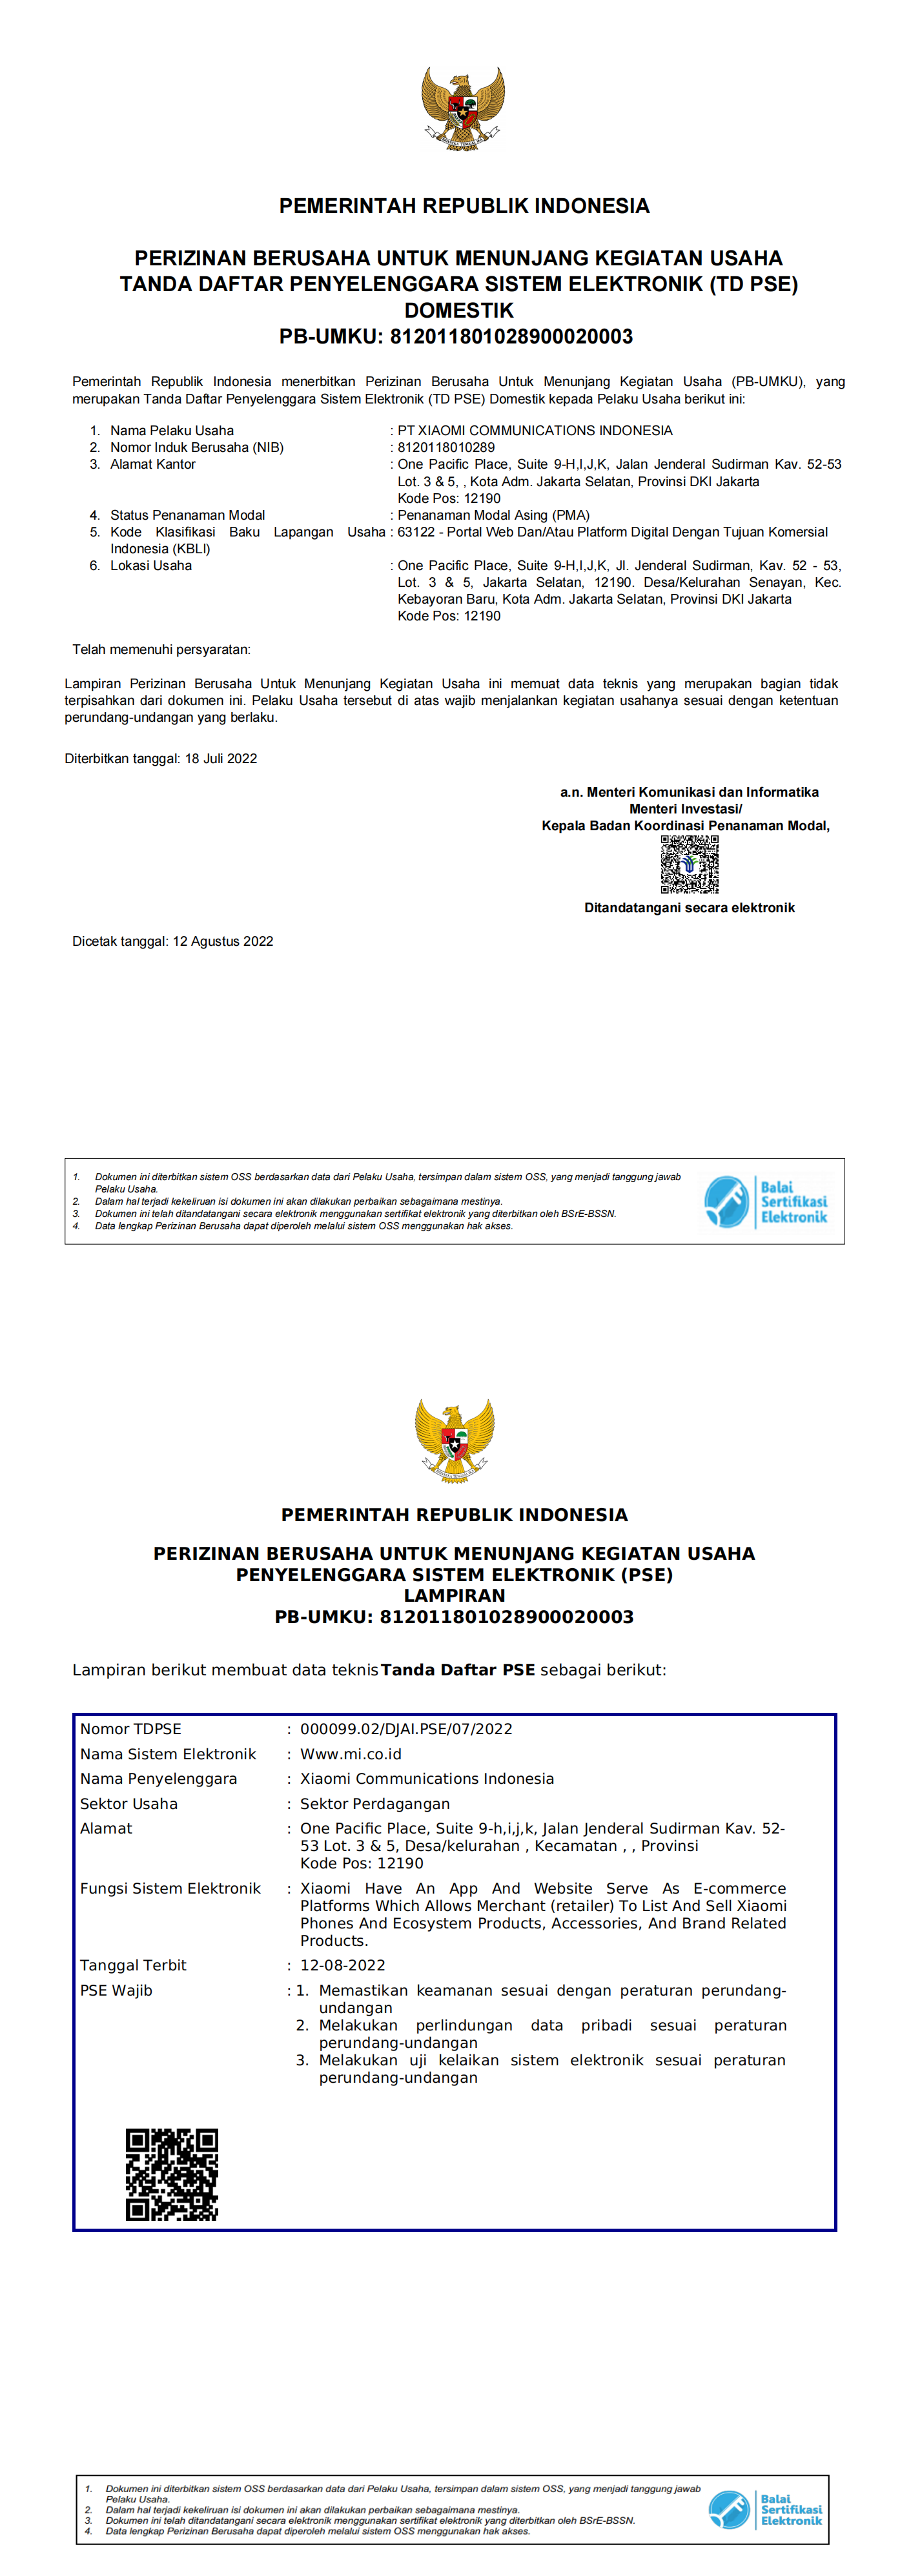 PEMERINTAH REPUBLIK INDONESIA
PERIZINAN BERUSAHA UNTUK MENUNJANG KEGIATAN USAHA
TANDA DAFTAR PENYELENGGARA SISTEM ELEKTRONIK (TD PSE)
DOMESTIK
PB-UMKU: 812011801028900020003
Pemerintah Republik Indonesia menerbitkan Perizinan Berusaha Untuk Menunjang Kegiatan Usaha (PB-UMKU), yang
merupakan Tanda Daftar Penyelenggara Sistem Elektronik (TD PSE) Domestik kepada Pelaku Usaha berikut ini:
1. Nama Pelaku Usaha : PT XIAOMI COMMUNICATIONS INDONESIA
2. Nomor Induk Berusaha (NIB) : 8120118010289
3. Alamat Kantor : One Pacific Place, Suite 9-H,I,J,K, Jalan Jenderal Sudirman Kav. 52-53
Lot. 3 & 5, , Kota Adm. Jakarta Selatan, Provinsi DKI Jakarta
Kode Pos: 12190
4. Status Penanaman Modal : Penanaman Modal Asing (PMA)
5. Kode Klasifikasi Baku Lapangan Usaha : 63122 - Portal Web Dan/Atau Platform Digital Dengan Tujuan Komersial
Indonesia (KBLI)
6. Lokasi Usaha : One Pacific Place, Suite 9-H,I,J,K, Jl. Jenderal Sudirman, Kav. 52 - 53,
Lot. 3 & 5, Jakarta Selatan, 12190. Desa/Kelurahan Senayan, Kec.
Kebayoran Baru, Kota Adm. Jakarta Selatan, Provinsi DKI Jakarta
Kode Pos: 12190
Telah memenuhi persyaratan:
Lampiran Perizinan Berusaha Untuk Menunjang Kegiatan Usaha ini memuat data teknis yang merupakan bagian tidak
terpisahkan dari dokumen ini. Pelaku Usaha tersebut di atas wajib menjalankan kegiatan usahanya sesuai dengan ketentuan
perundang-undangan yang berlaku.
Diterbitkan tanggal: 18 Juli 2022
a.n. Menteri Komunikasi dan Informatika
Menteri Investasi/
Kepala Badan Koordinasi Penanaman Modal,
Ditandatangani secara elektronik
Dicetak tanggal: 12 Agustus 2022
1. Dokumen ini diterbitkan sistem OSS berdasarkan data dari Pelaku Usaha, tersimpan dalam sistem OSS, yang menjadi tanggung jawab
Pelaku Usaha.
2. Dalam hal terjadi kekeliruan isi dokumen ini akan dilakukan perbaikan sebagaimana mestinya.
3. Dokumen ini telah ditandatangani secara elektronik menggunakan sertifikat elektronik yang diterbitkan oleh BSrE-BSSN.
4. Data lengkap Perizinan Berusaha dapat diperoleh melalui sistem OSS menggunakan hak akses.
Balai
Sertifikasi
Elektronik
PEMERINTAH REPUBLIK INDONESIA
PERIZINAN BERUSAHA UNTUK MENUNJANG KEGIATAN USAHA
PENYELENGGARA SISTEM ELEKTRONIK (PSE)
LAMPIRAN
PB-UMKU: 812011801028900020003
Lampiran berikut membuat data teknis Tanda Daftar PSE sebagai berikut:
Nomor TDPSE : 000099.02/DJAI.PSE/07/2022
Nama Sistem Elektronik : Www.mi.co.id
Nama Penyelenggara : Xiaomi Communications Indonesia
Sektor Usaha : Sektor Perdagangan
Alamat : One Pacific Place, Suite 9-h,i,j,k, Jalan Jenderal Sudirman Kav. 52-
53 Lot. 3 & 5, Desa/kelurahan , Kecamatan , , Provinsi
Kode Pos: 12190
Fungsi Sistem Elektronik : Xiaomi Have An App And Website Serve As E-commerce
Platforms Which Allows Merchant (retailer) To List And Sell Xiaomi
Phones And Ecosystem Products, Accessories, And Brand Related
Products.
Tanggal Terbit : 12-08-2022
PSE Wajib : 1. Memastikan keamanan sesuai dengan peraturan perundang-
undangan
2. Melakukan perlindungan data pribadi sesuai peraturan
perundang-undangan
3. Melakukan uji kelaikan sistem elektronik sesuai peraturan
perundang-undangan
1. Dokumen ini diterbitkan sistem OSS berdasarkan data dari Pelaku Usaha, tersimpan dalam sistem OSS, yang menjadi tanggung jawab
Pelaku Usaha.
2. Dalam hal terjadi kekeliruan isi dokumen ini akan dilakukan perbaikan sebagaimana mestinya.
3. Dokumen ini telah ditandatangani secara elektronik menggunakan sertifikat elektronik yang diterbitkan oleh BSrE-BSSN.
4. Data lengkap Perizinan Berusaha dapat diperoleh melalui sistem OSS menggunakan hak akses.
Balai
Sertifikasi
Elektronik